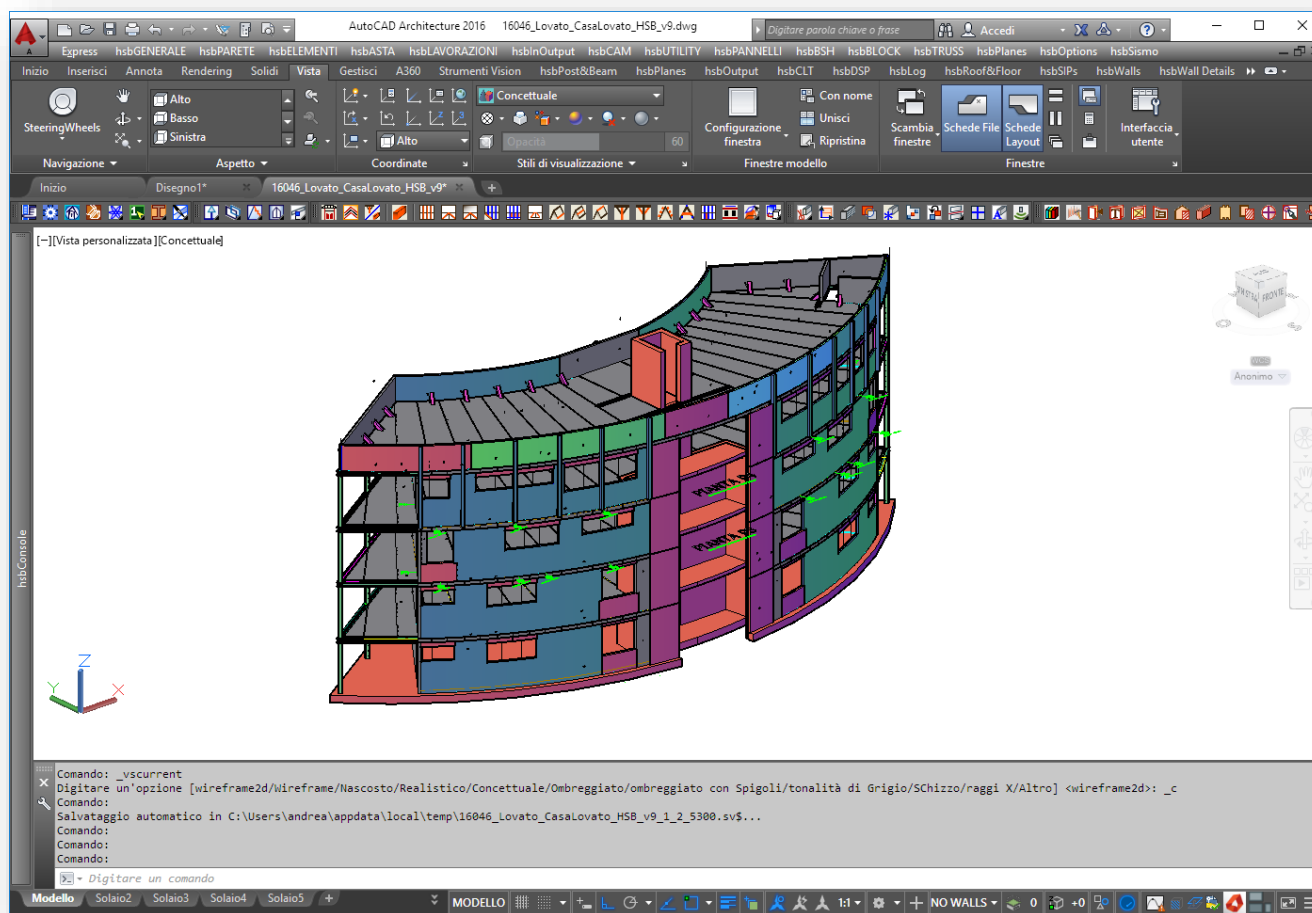 AutoCAD Architecture 2016 16046_Lovato_CasaLovato_HSB_v9.dwg Digitare parola chiave o frase Accedi
Express hsbGENERALE hsbPARETE hsbELEMENTI hsbASTA hsbLAVORAZIONI hsbInOutput hsbCAM hsbUTILITY hsbPANNELLI hsbBSH hsbBLOCK hsbTRUSS hsbPlanes hsbOptions hsbSismo
Inizio Inserisci Annota Rendering Solidi Vista Gestisci A360 Strumenti Vision hsbPost&Beam hsbPlanes hsbOutput hsbCLT hsbDSP hsbLog hsbRoof&Floor hsbSIPs hsbWalls hsbWall Details
SteeringWheels
Alto
Basso
Sinistra
Alto
Concettuale
Opacità 60
Configurazione finestra
Con nome
Unisci
Ripristina
Scambia finestre
Schede File
Schede Layout
Interfaccia utente
Navigazione Aspetto Coordinate Stili di visualizzazione Finestre modello Finestre
Inizio Disegno1* 16046_Lovato_CasaLovato_HSB_v9*
[−][Vista personalizzata][Concettuale]
FRONTE
Anonimo
hsbConsole
Z
Y
X
Comando: _vscurrent
Digitare un'opzione [wireframe2d/Wireframe/Nascosto/Realistico/Concettuale/Ombreggiato/ombreggiato con Spigoli/tonalità di Grigio/SChizzo/raggi X/Altro] <wireframe2d>: _c
Comando:
Salvataggio automatico in C:\Users\andrea\appdata\local\temp\16046_Lovato_CasaLovato_HSB_v9_1_2_5300.sv$...
Comando:
Comando:
Comando:
Digitare un comando
Modello Solaio2 Solaio3 Solaio4 Solaio5 + MODELLO 1:1 NO WALLS 0 +0